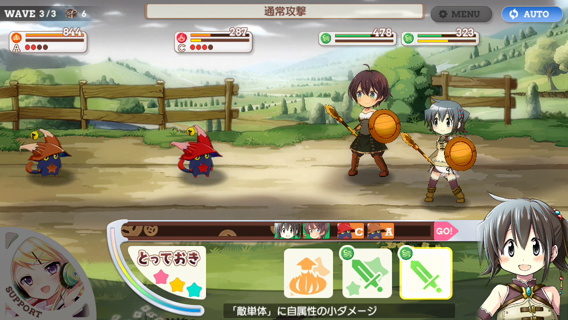 WAVE 3/3 6
通常攻撃
MENU
AUTO
844
A
287
C
478
323
C A GO!
とっておき
SUPPORT
「敵単体」に自属性の小ダメージ